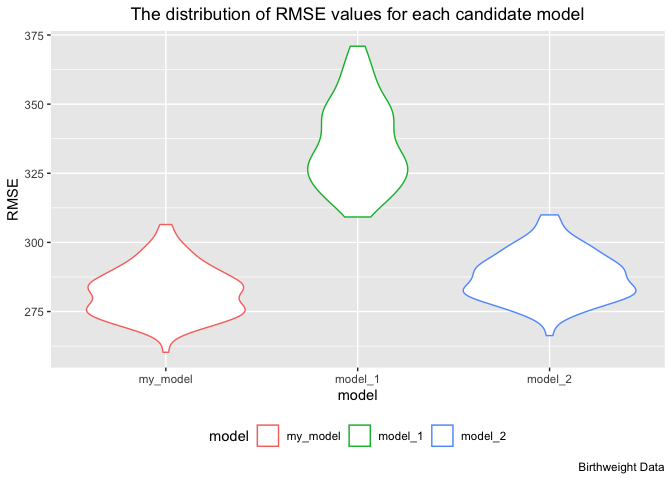 The distribution of RMSE values for each candidate model
375
350
325
300
275
RMSE
my_model model_1 model_2
model
model my_model model_1 model_2
Birthweight Data